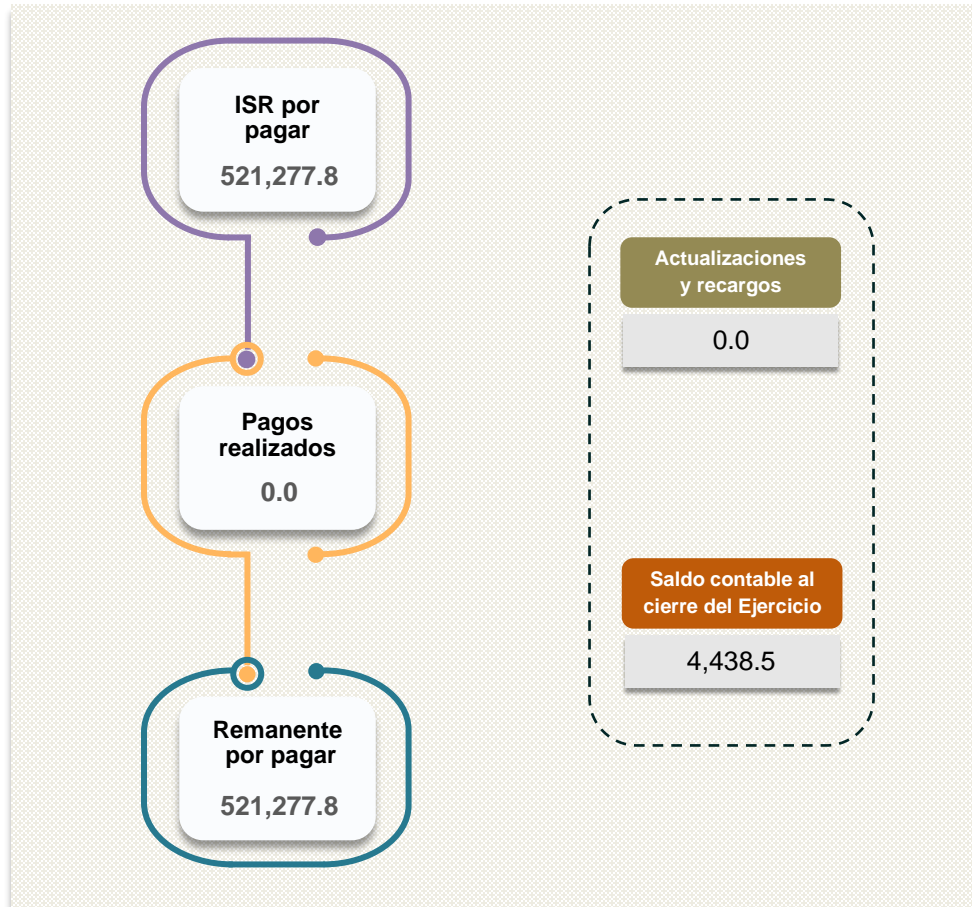 ISR por
pagar
521,277.8
Pagos
realizados
0.0
Remanente
por pagar
521,277.8
Actualizaciones
y recargos
0.0
Saldo contable al
cierre del Ejercicio
4,438.5